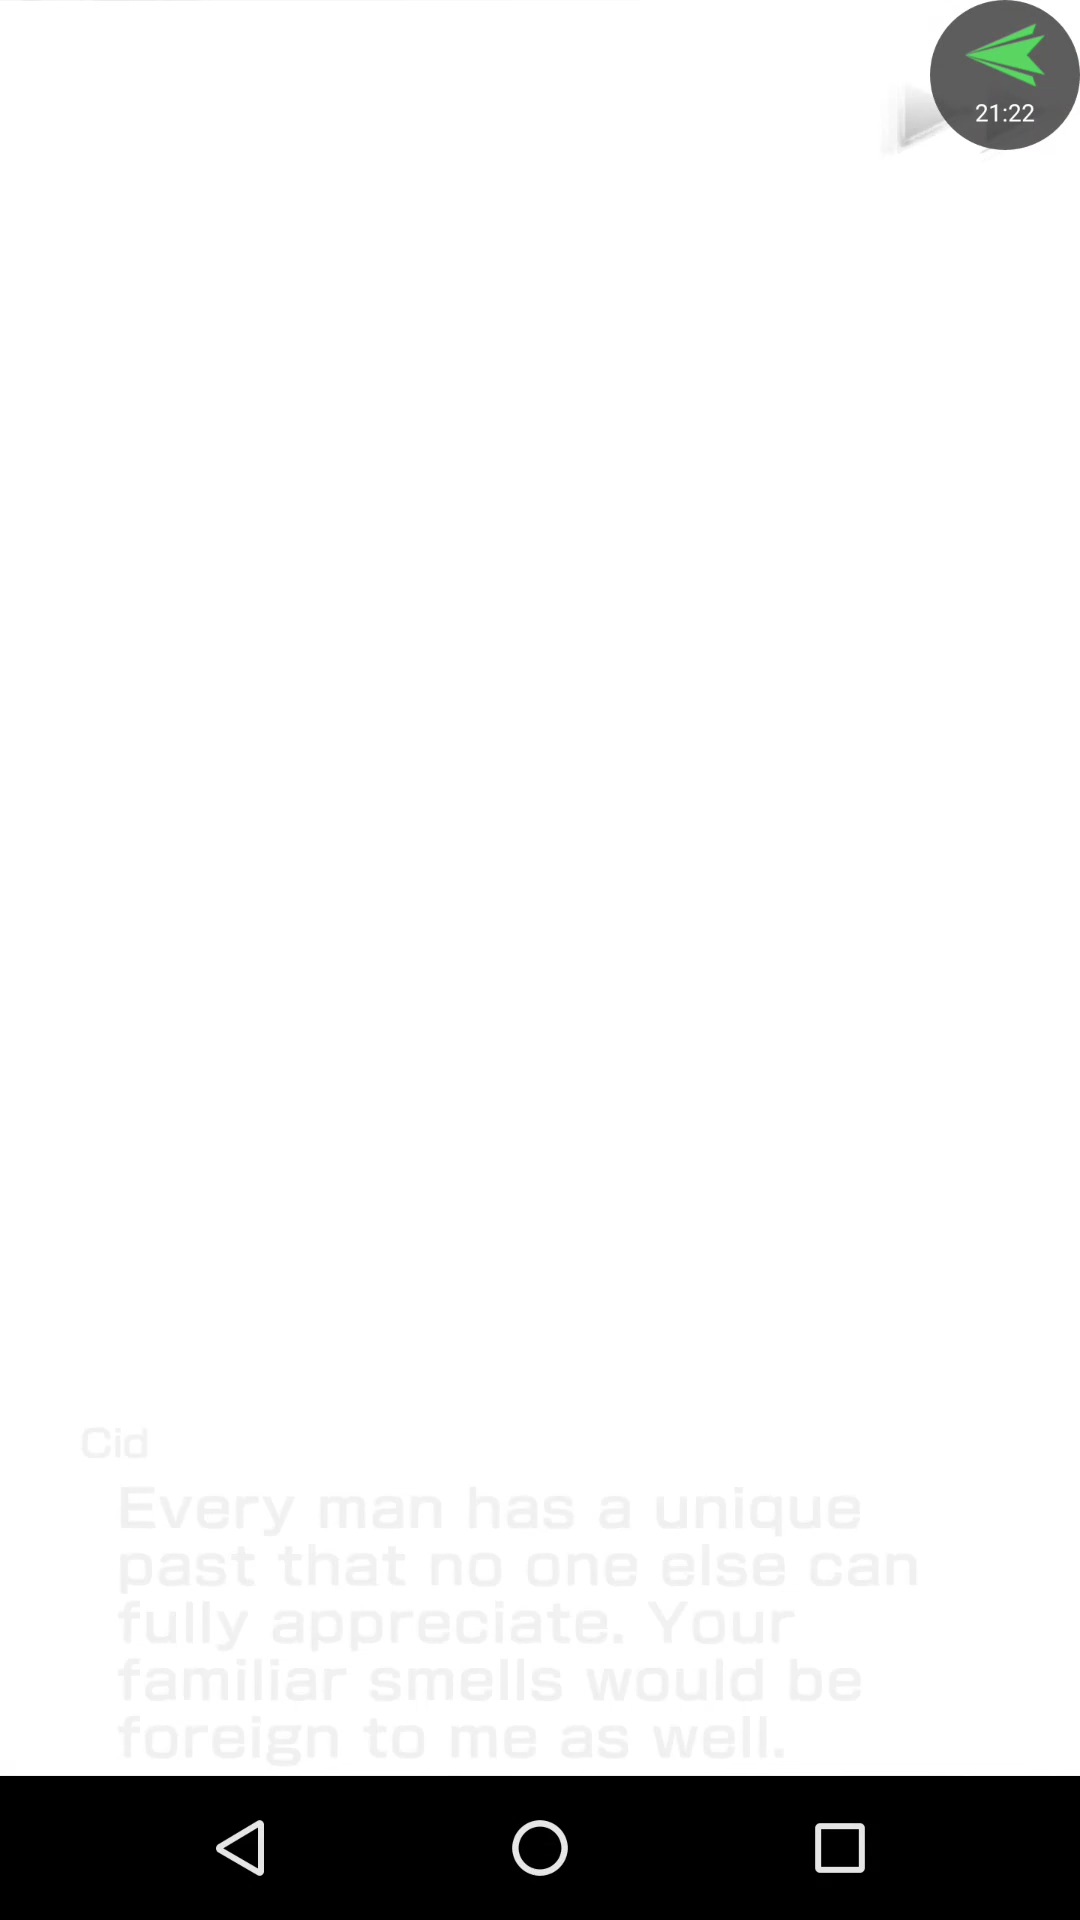 21:22
Cid
Every man has a unique
past that no one else can
fully appreciate. Your
familiar smells would be
foreign to me as well.